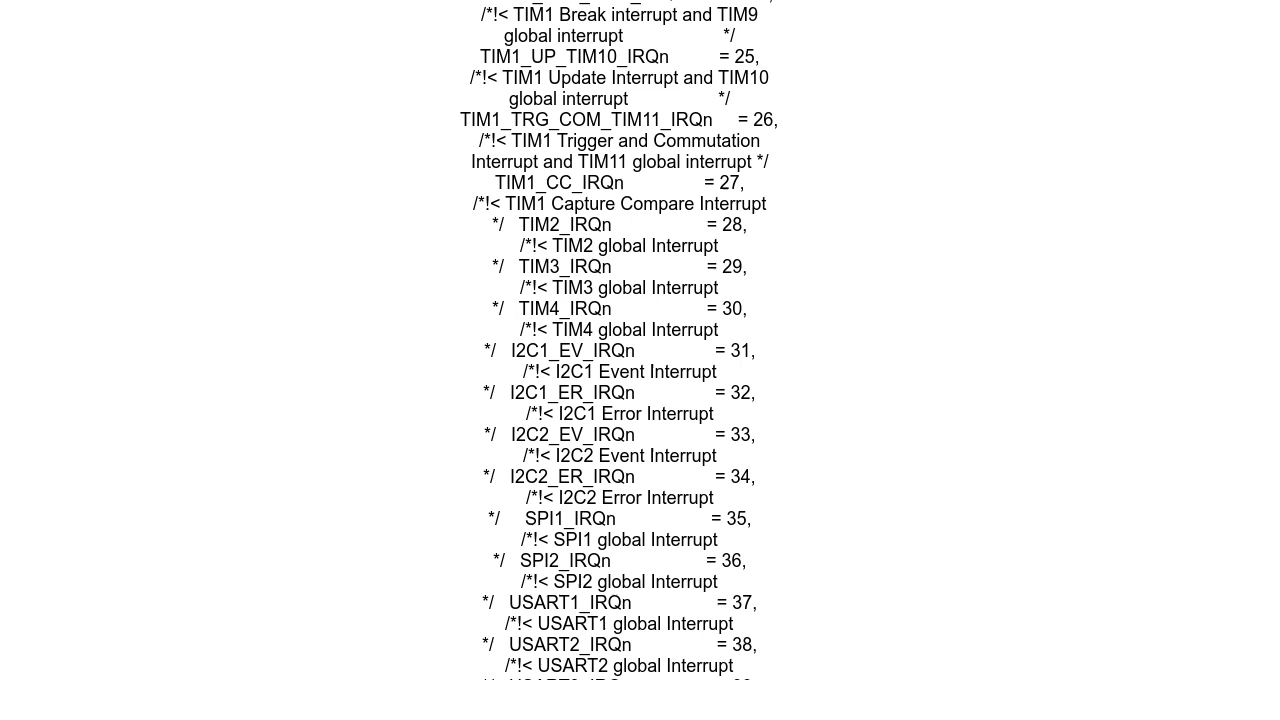 /*!< TIM1 Break interrupt and TIM9
global interrupt */
TIM1_UP_TIM10_IRQn = 25,
/*!< TIM1 Update Interrupt and TIM10
global interrupt */
TIM1_TRG_COM_TIM11_IRQn = 26,
/*!< TIM1 Trigger and Commutation
Interrupt and TIM11 global interrupt */
TIM1_CC_IRQn = 27,
/*!< TIM1 Capture Compare Interrupt
*/ TIM2_IRQn = 28,
/*!< TIM2 global Interrupt
*/ TIM3_IRQn = 29,
/*!< TIM3 global Interrupt
*/ TIM4_IRQn = 30,
/*!< TIM4 global Interrupt
*/ I2C1_EV_IRQn = 31,
/*!< I2C1 Event Interrupt
*/ I2C1_ER_IRQn = 32,
/*!< I2C1 Error Interrupt
*/ I2C2_EV_IRQn = 33,
/*!< I2C2 Event Interrupt
*/ I2C2_ER_IRQn = 34,
/*!< I2C2 Error Interrupt
*/ SPI1_IRQn = 35,
/*!< SPI1 global Interrupt
*/ SPI2_IRQn = 36,
/*!< SPI2 global Interrupt
*/ USART1_IRQn = 37,
/*!< USART1 global Interrupt
*/ USART2_IRQn = 38,
/*!< USART2 global Interrupt